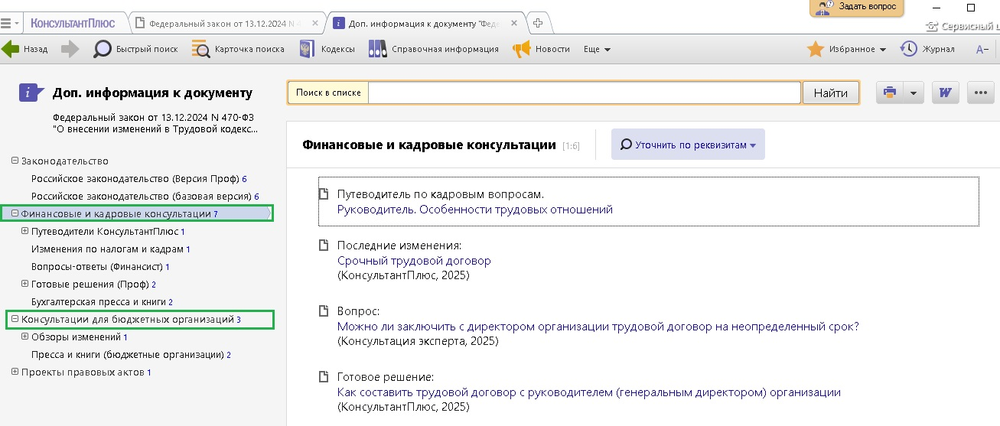 Задать вопрос
КОНСУЛЬТАНТПЛЮС
Федеральный закон от 13.12.2024 N 4
Доп. информация к документу "Фед
Сервисный ц
Назад
Быстрый поиск
Карточка поиска
Кодексы
Справочная информация
Новости
Еще
Избранное
Журнал
А–
Доп. информация к документу
Федеральный закон от 13.12.2024 N 470-ФЗ
"О внесении изменений в Трудовой кодекс...
Законодательство
Российское законодательство (Версия Проф) 6
Российское законодательство (базовая версия) 6
Финансовые и кадровые консультации 7
Путеводители КонсультантПлюс 1
Изменения по налогам и кадрам 1
Вопросы-ответы (Финансист) 1
Готовые решения (Проф) 2
Бухгалтерская пресса и книги 2
Консультации для бюджетных организаций 3
Обзоры изменений 1
Пресса и книги (бюджетные организации) 2
Проекты правовых актов 1
Поиск в списке
Найти
W
Финансовые и кадровые консультации [1:6]
Уточнить по реквизитам
Путеводитель по кадровым вопросам.
Руководитель. Особенности трудовых отношений
Последние изменения:
Срочный трудовой договор
(КонсультантПлюс, 2025)
Вопрос:
Можно ли заключить с директором организации трудовой договор на неопределенный срок?
(Консультация эксперта, 2025)
Готовое решение:
Как составить трудовой договор с руководителем (генеральным директором) организации
(КонсультантПлюс, 2025)